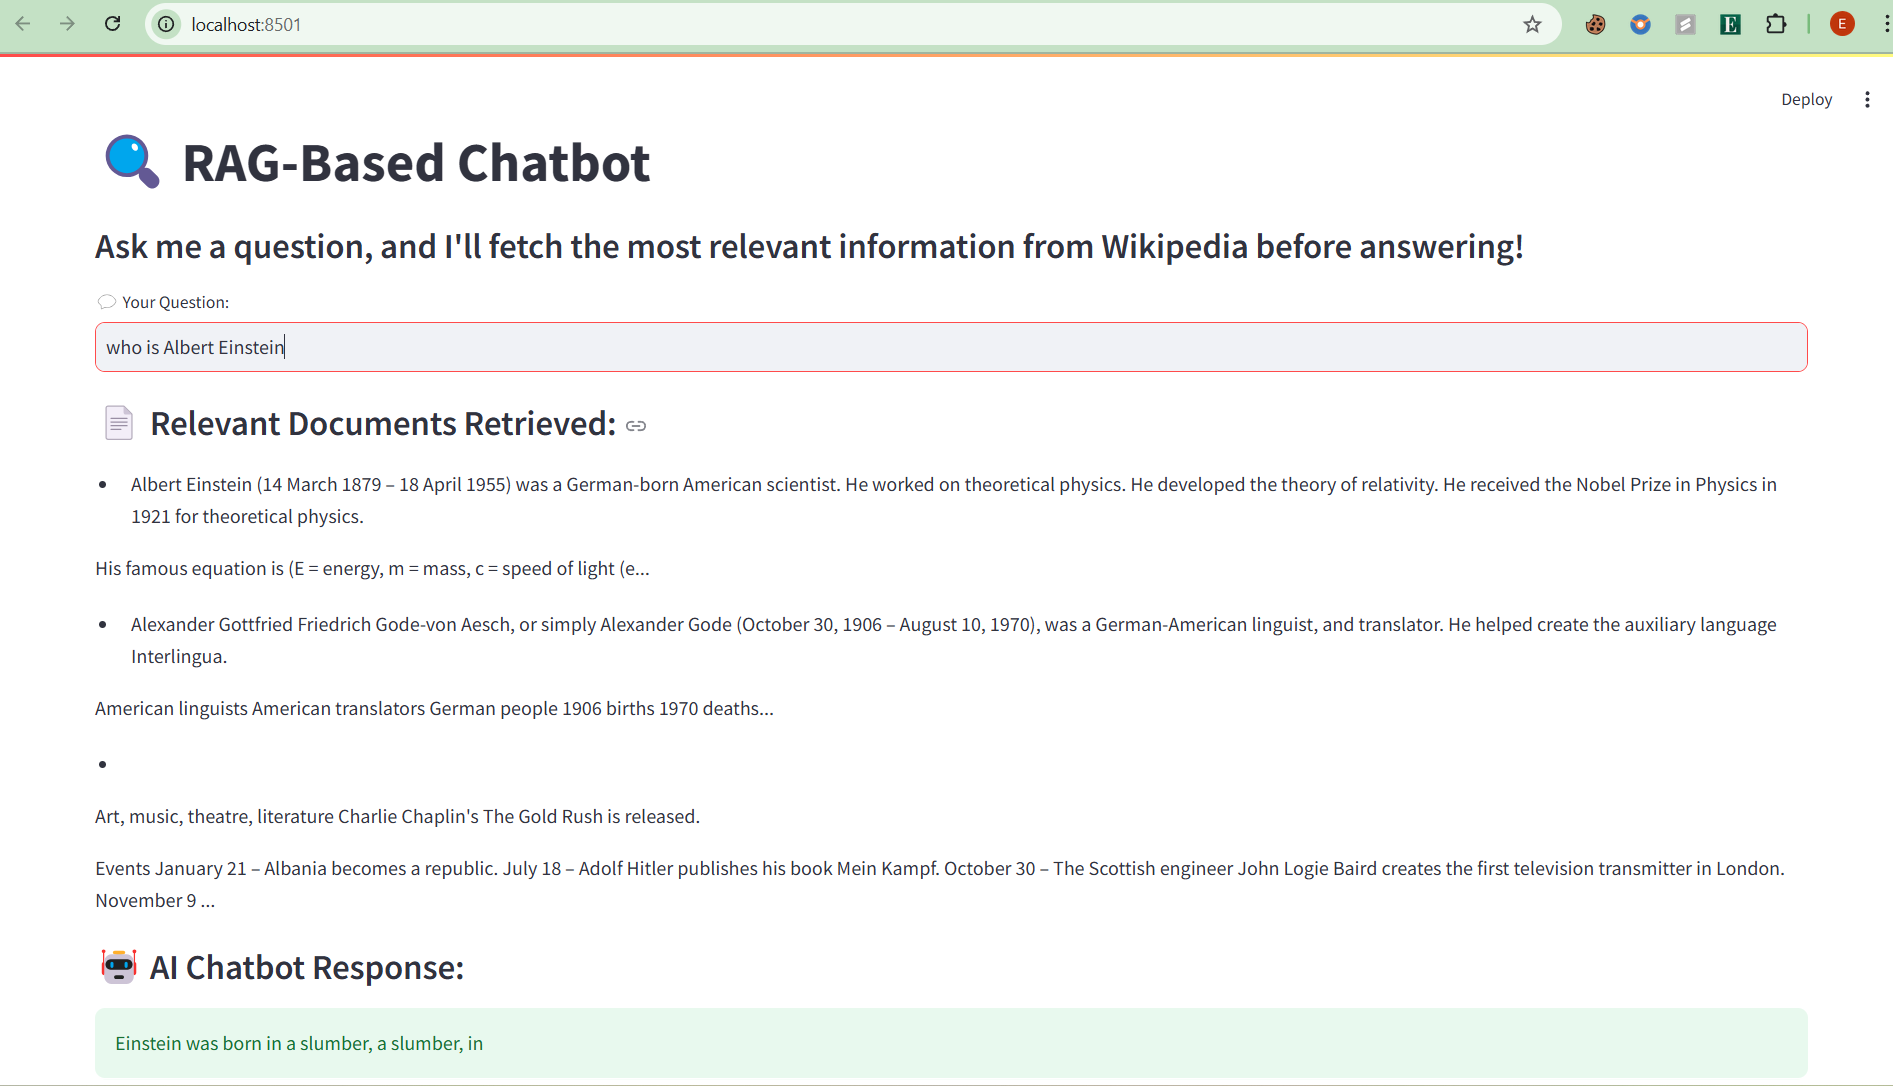 localhost:8501
E
E
Deploy
RAG-Based Chatbot
Ask me a question, and I'll fetch the most relevant information from Wikipedia before answering!
Your Question:
who is Albert Einstein
Relevant Documents Retrieved:
• Albert Einstein (14 March 1879 – 18 April 1955) was a German-born American scientist. He worked on theoretical physics. He developed the theory of relativity. He received the Nobel Prize in Physics in
1921 for theoretical physics.
His famous equation is (E = energy, m = mass, c = speed of light (e...
• Alexander Gottfried Friedrich Gode-von Aesch, or simply Alexander Gode (October 30, 1906 – August 10, 1970), was a German-American linguist, and translator. He helped create the auxiliary language
Interlingua.
American linguists American translators German people 1906 births 1970 deaths...
•
Art, music, theatre, literature Charlie Chaplin's The Gold Rush is released.
Events January 21 – Albania becomes a republic. July 18 – Adolf Hitler publishes his book Mein Kampf. October 30 – The Scottish engineer John Logie Baird creates the first television transmitter in London.
November 9 ...
AI Chatbot Response:
Einstein was born in a slumber, a slumber, in